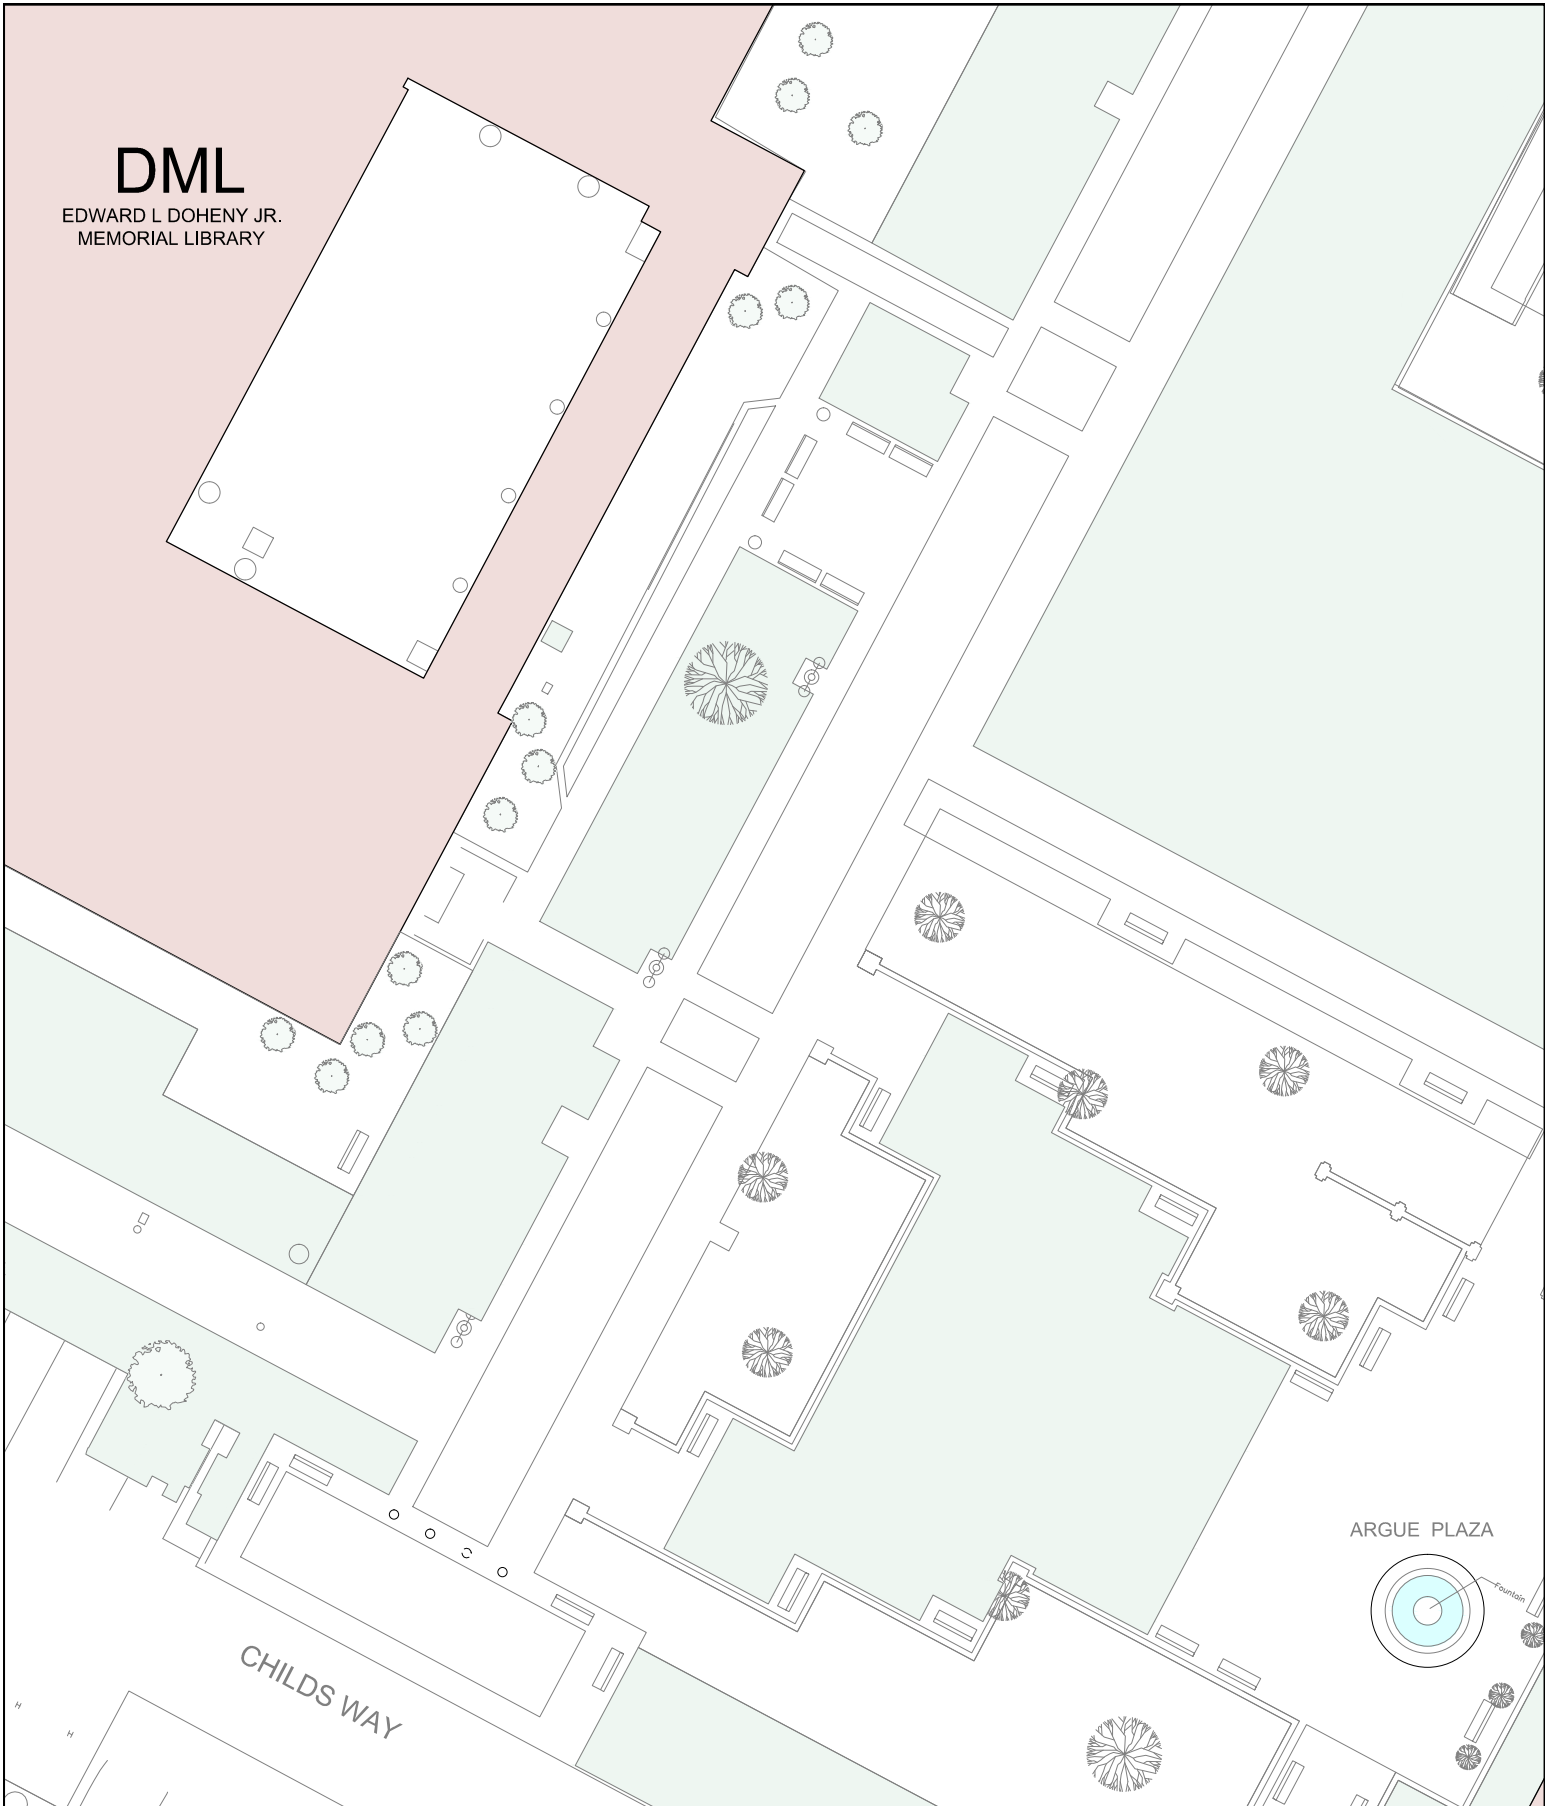 DML
EDWARD L DOHENY JR.
MEMORIAL LIBRARY
ARGUE PLAZA
Fountain
CHILDS WAY
H
H